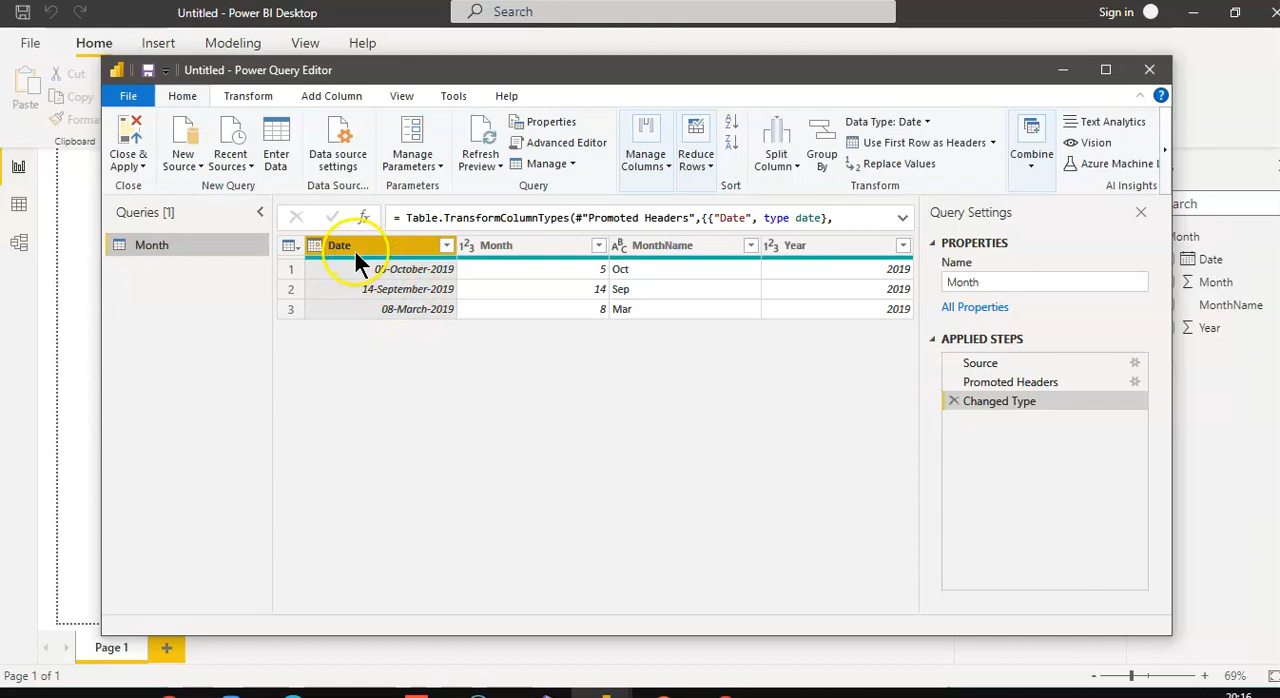 Untitled - Power BI Desktop
Search
Sign in
File Home Insert Modeling View Help
Paste
Cut
Copy
Clipboard
Untitled - Power Query Editor
File Home Transform Add Column View Tools Help
Close & Apply
Close
New Source
Recent Sources
Enter Data
New Query
Data source settings
Data Sourc...
Manage Parameters
Parameters
Refresh Preview
Properties
Advanced Editor
Manage
Query
Manage Columns
Reduce Rows
Sort
Split Column
Group By
Data Type: Date
Use First Row as Headers
Replace Values
Transform
Combine
Text Analytics
Vision
Azure Machine L
AI Insights
Queries [1]
Month
fx
= Table.TransformColumnTypes(#"Promoted Headers",{{"Date", type date},
Date 123 Month ABC MonthName 123 Year
1 -October-2019 5 Oct 2019
2 14-September-2019 14 Sep 2019
3 08-March-2019 8 Mar 2019
Query Settings
PROPERTIES
Name
Month
All Properties
APPLIED STEPS
Source
Promoted Headers
Changed Type
Date
Σ Month
MonthName
Σ Year
Page 1
Page 1 of 1
69%